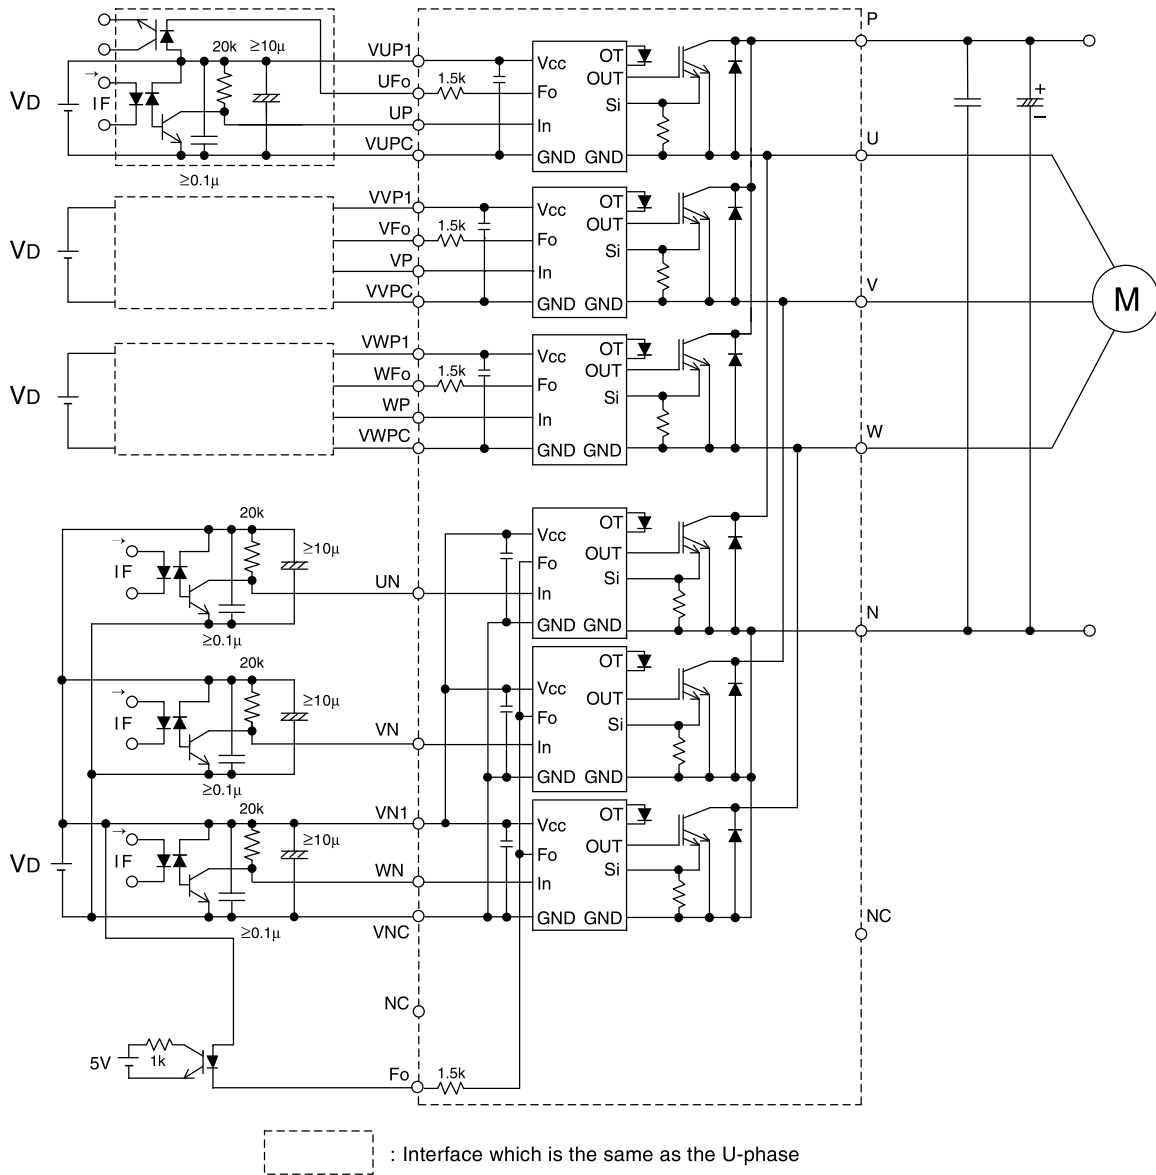 P
20k ≥10μ VUP1 Vcc OT
UFo 1.5k Fo OUT
VD → IF UP In Si + −
VUPC GND GND U
≥0.1μ
VVP1 Vcc OT
VFo 1.5k Fo OUT
VD VP In Si
VVPC GND GND V
M
VWP1 Vcc OT
WFo 1.5k Fo OUT
VD WP In Si
VWPC GND GND W
20k OT
→ IF ≥10μ Vcc OUT
UN Fo Si
In N
≥0.1μ GND GND
20k OT
→ IF ≥10μ Vcc OUT
VN Fo Si
In
≥0.1μ GND GND
20k VN1 Vcc OT
→ IF ≥10μ Fo OUT
VD WN In Si
≥0.1μ VNC GND GND NC
NC
5V 1k Fo 1.5k
: Interface which is the same as the U-phase